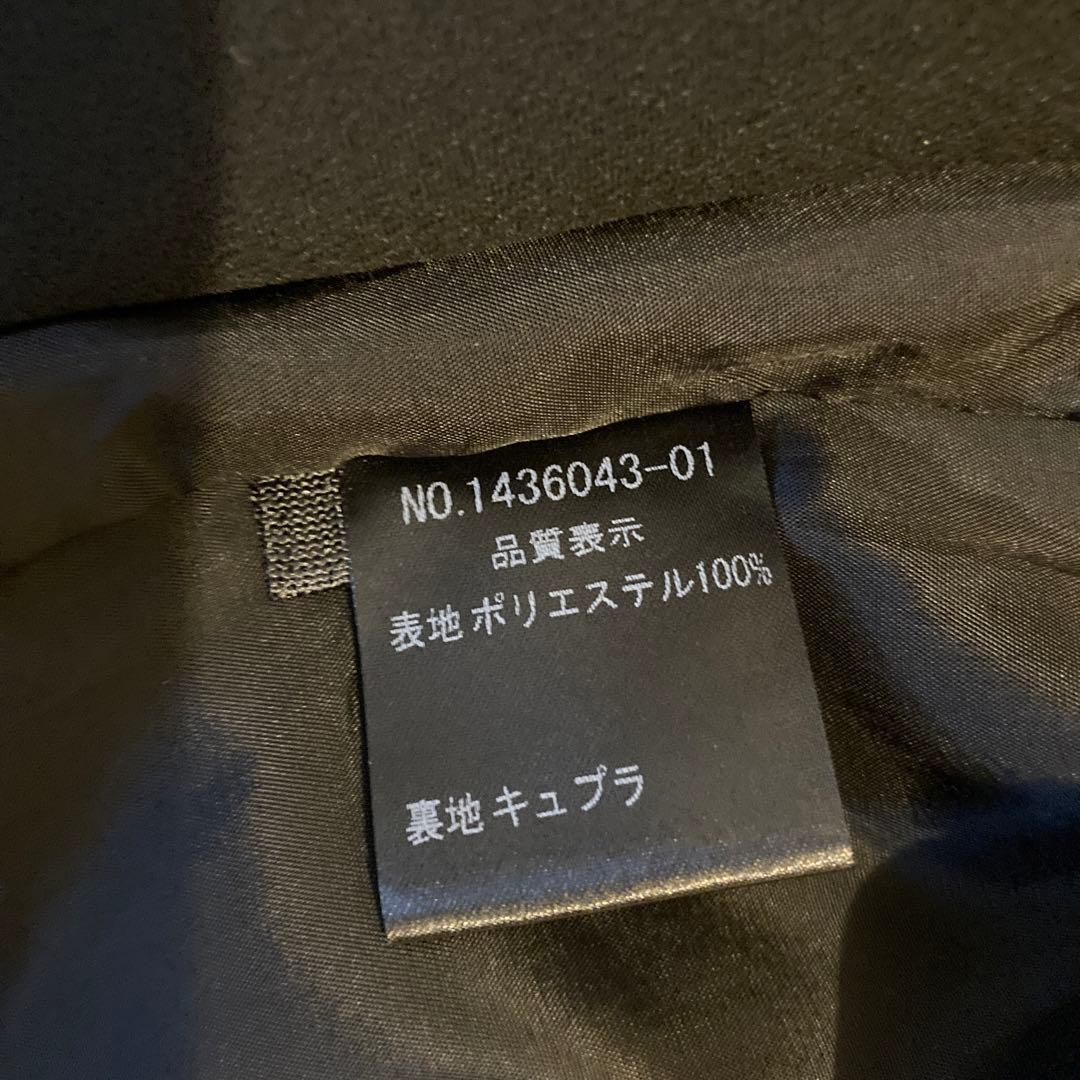 NO.1436043-01
品質表示
表地 ポリエステル100%
裏地 キュプラ